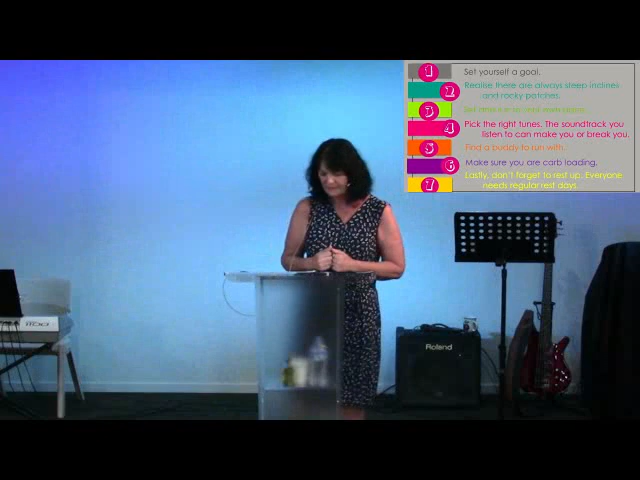 1 Set yourself a goal.
2 Realise there are always steep inclines
and rocky patches.
3
4 Pick the right tunes. The soundtrack you
listen to can make you or break you.
5 Find a buddy to run with.
6 Make sure you are carb loading.
7 Lastly, don't forget to rest up. Everyone
needs regular rest days.
Roland